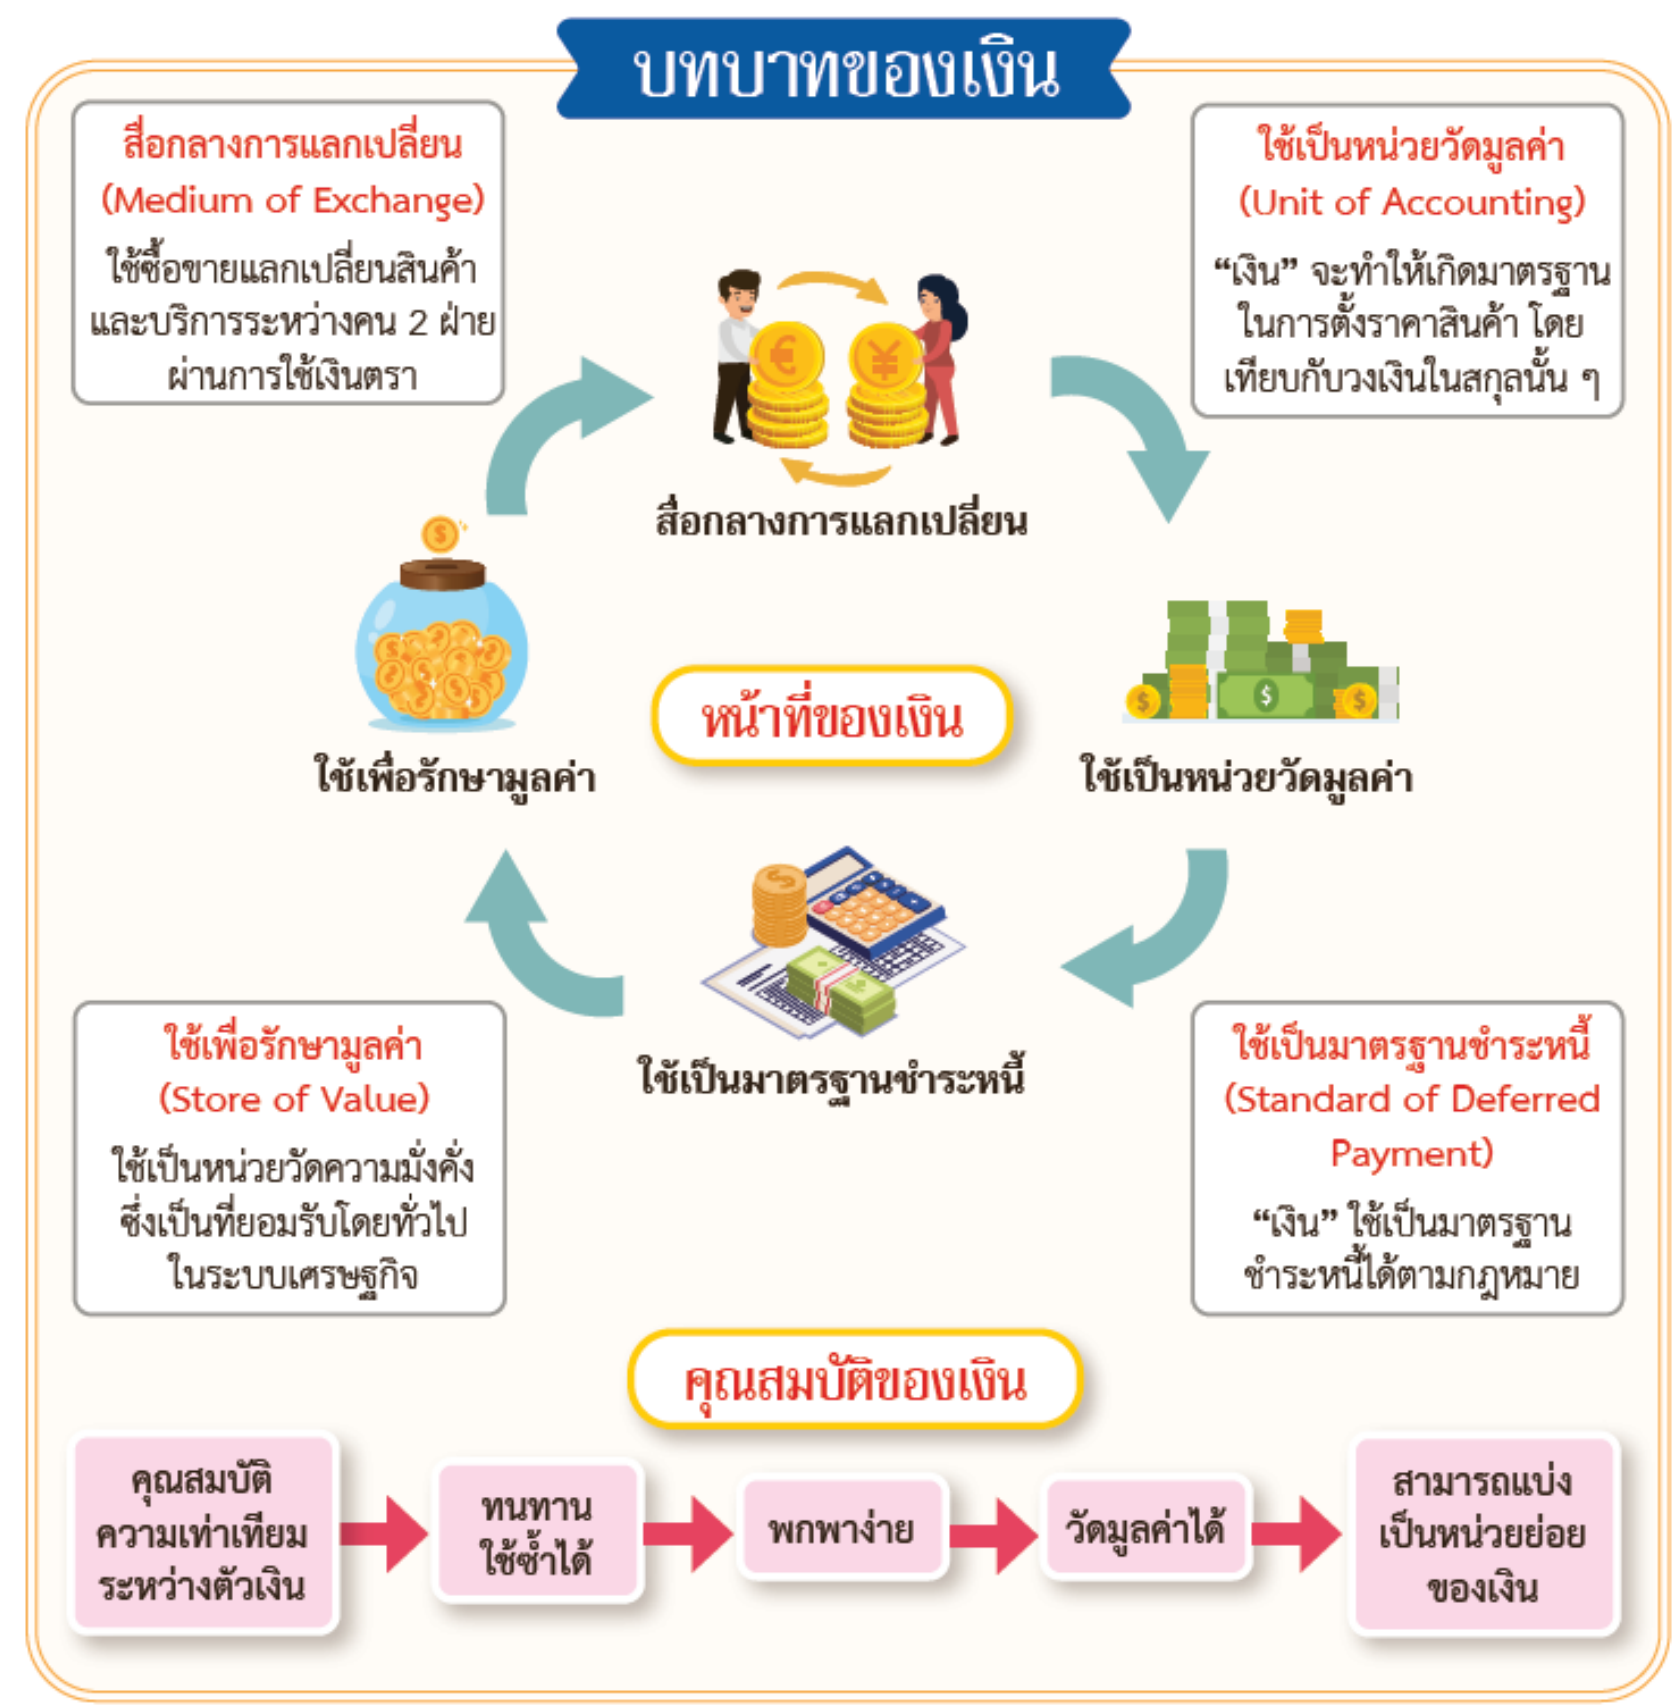 บทบาทของเงิน
สื่อกลางการแลกเปลี่ยน
(Medium of Exchange)
ใช้ซื้อขายแลกเปลี่ยนสินค้า
และบริการระหว่างคน 2 ฝ่าย
ผ่านการใช้เงินตรา
ใช้เป็นหน่วยวัดมูลค่า
(Unit of Accounting)
“เงิน” จะทำให้เกิดมาตรฐาน
ในการตั้งราคาสินค้า โดย
เทียบกับวงเงินในสกุลนั้น ๆ
สื่อกลางการแลกเปลี่ยน
หน้าที่ของเงิน
ใช้เพื่อรักษามูลค่า
ใช้เป็นหน่วยวัดมูลค่า
ใช้เป็นมาตรฐานชำระหนี้
ใช้เพื่อรักษามูลค่า
(Store of Value)
ใช้เป็นหน่วยวัดความมั่งคั่ง
ซึ่งเป็นที่ยอมรับโดยทั่วไป
ในระบบเศรษฐกิจ
ใช้เป็นมาตรฐานชำระหนี้
(Standard of Deferred
Payment)
“เงิน” ใช้เป็นมาตรฐาน
ชำระหนี้ได้ตามกฎหมาย
คุณสมบัติของเงิน
คุณสมบัติ
ความเท่าเทียม
ระหว่างตัวเงิน
ทนทาน
ใช้ซ้ำได้
พกพาง่าย
วัดมูลค่าได้
สามารถแบ่ง
เป็นหน่วยย่อย
ของเงิน